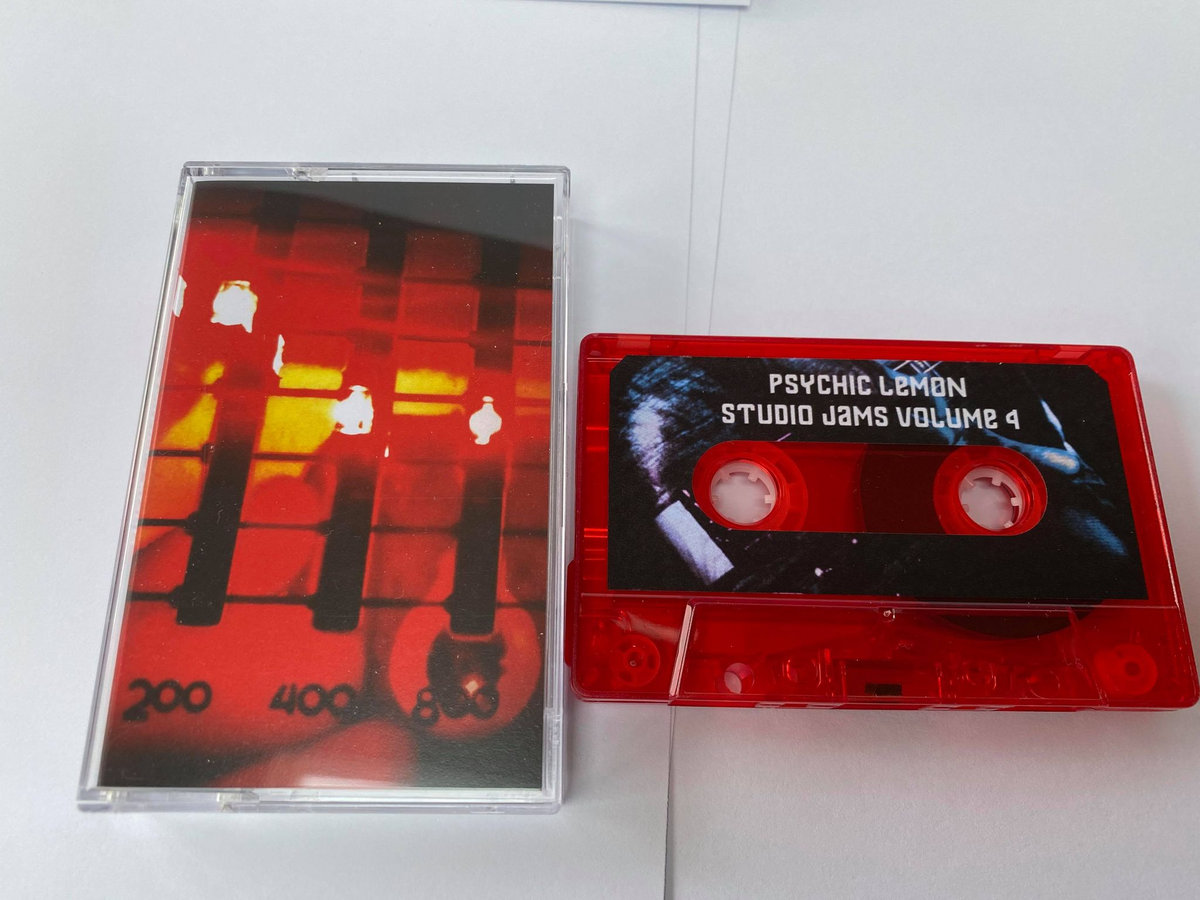 200 400 800
PSYCHIC LEMON
STUDIO JAMS VOLUME 4